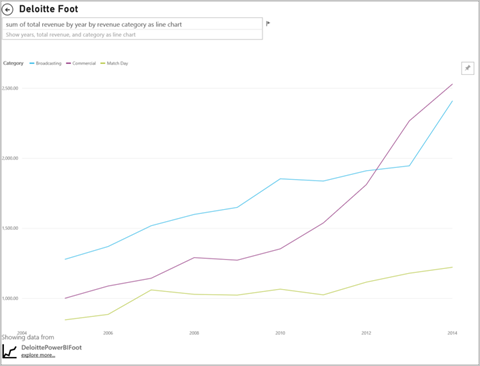 Deloitte Foot
sum of total revenue by year by revenue category as line chart
Show years, total revenue, and category as line chart
Category Broadcasting Commercial Match Day
2,500.00
2,000.00
1,500.00
1,000.00
2004 2006 2008 2010 2012 2014
Showing data from
DeloittePowerBIFoot
explore more...